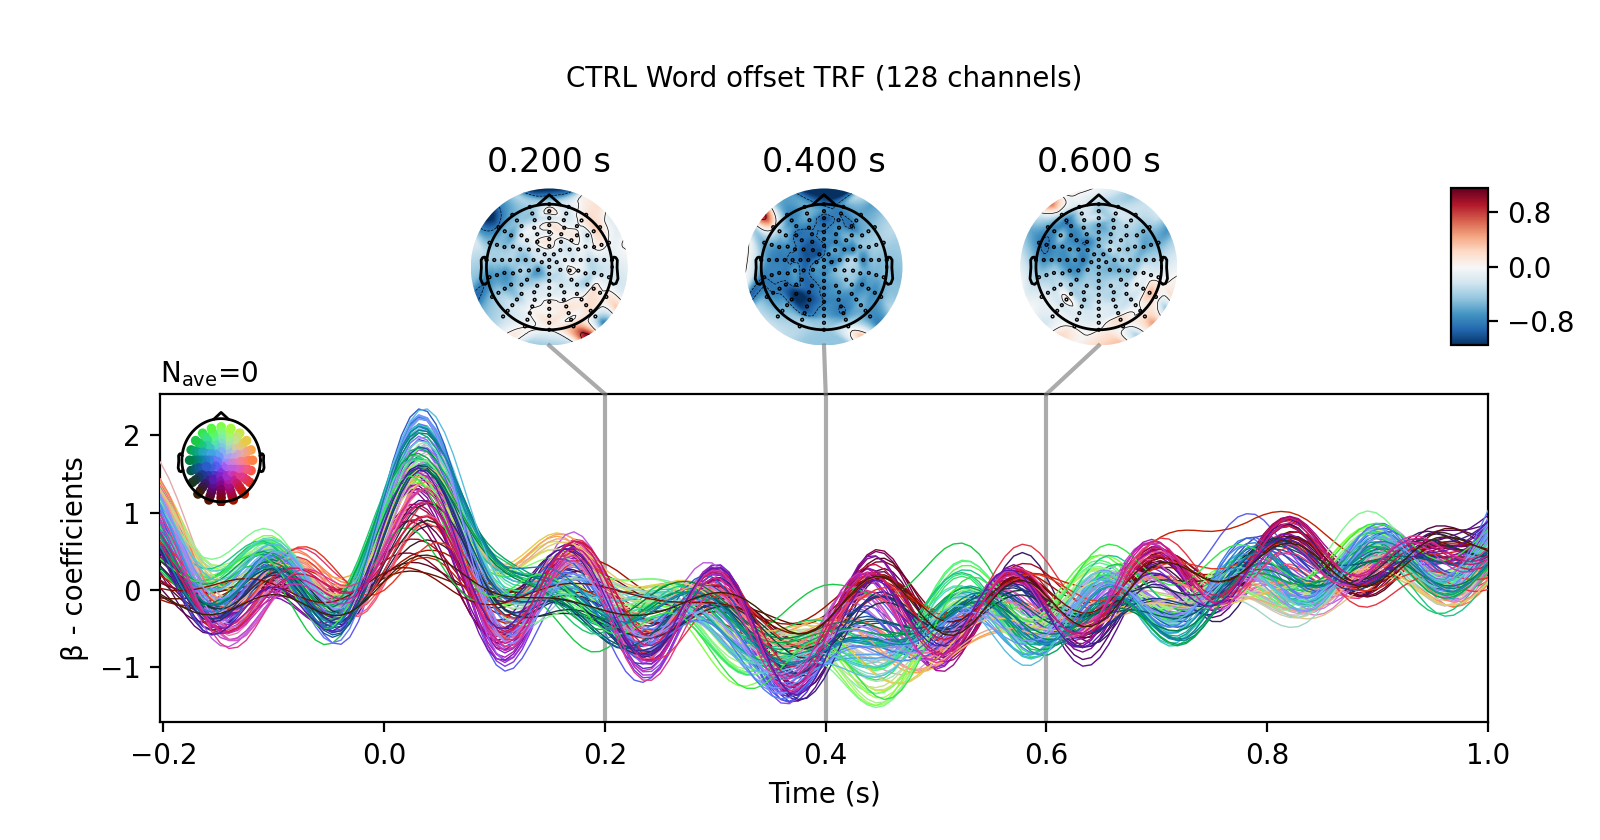 CTRL Word offset TRF (128 channels)
0.200 s 0.400 s 0.600 s
0.8
0.0
−0.8
Nave=0
2
1
0
−1
β - coefficients
−0.2 0.0 0.2 0.4 0.6 0.8 1.0
Time (s)